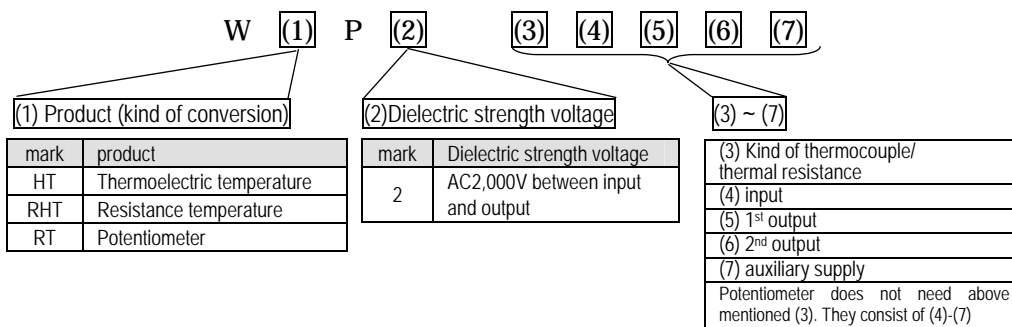 W (1) P (2) (3) (4) (5) (6) (7)
(1) Product (kind of conversion)
mark product
HT Thermoelectric temperature
RHT Resistance temperature
RT Potentiometer
(2)Dielectric strength voltage
mark Dielectric strength voltage
2 AC2,000V between input
and output
(3) ~ (7)
(3) Kind of thermocouple/
thermal resistance
(4) input
(5) 1st output
(6) 2nd output
(7) auxiliary supply
Potentiometer does not need above
mentioned (3). They consist of (4)-(7)